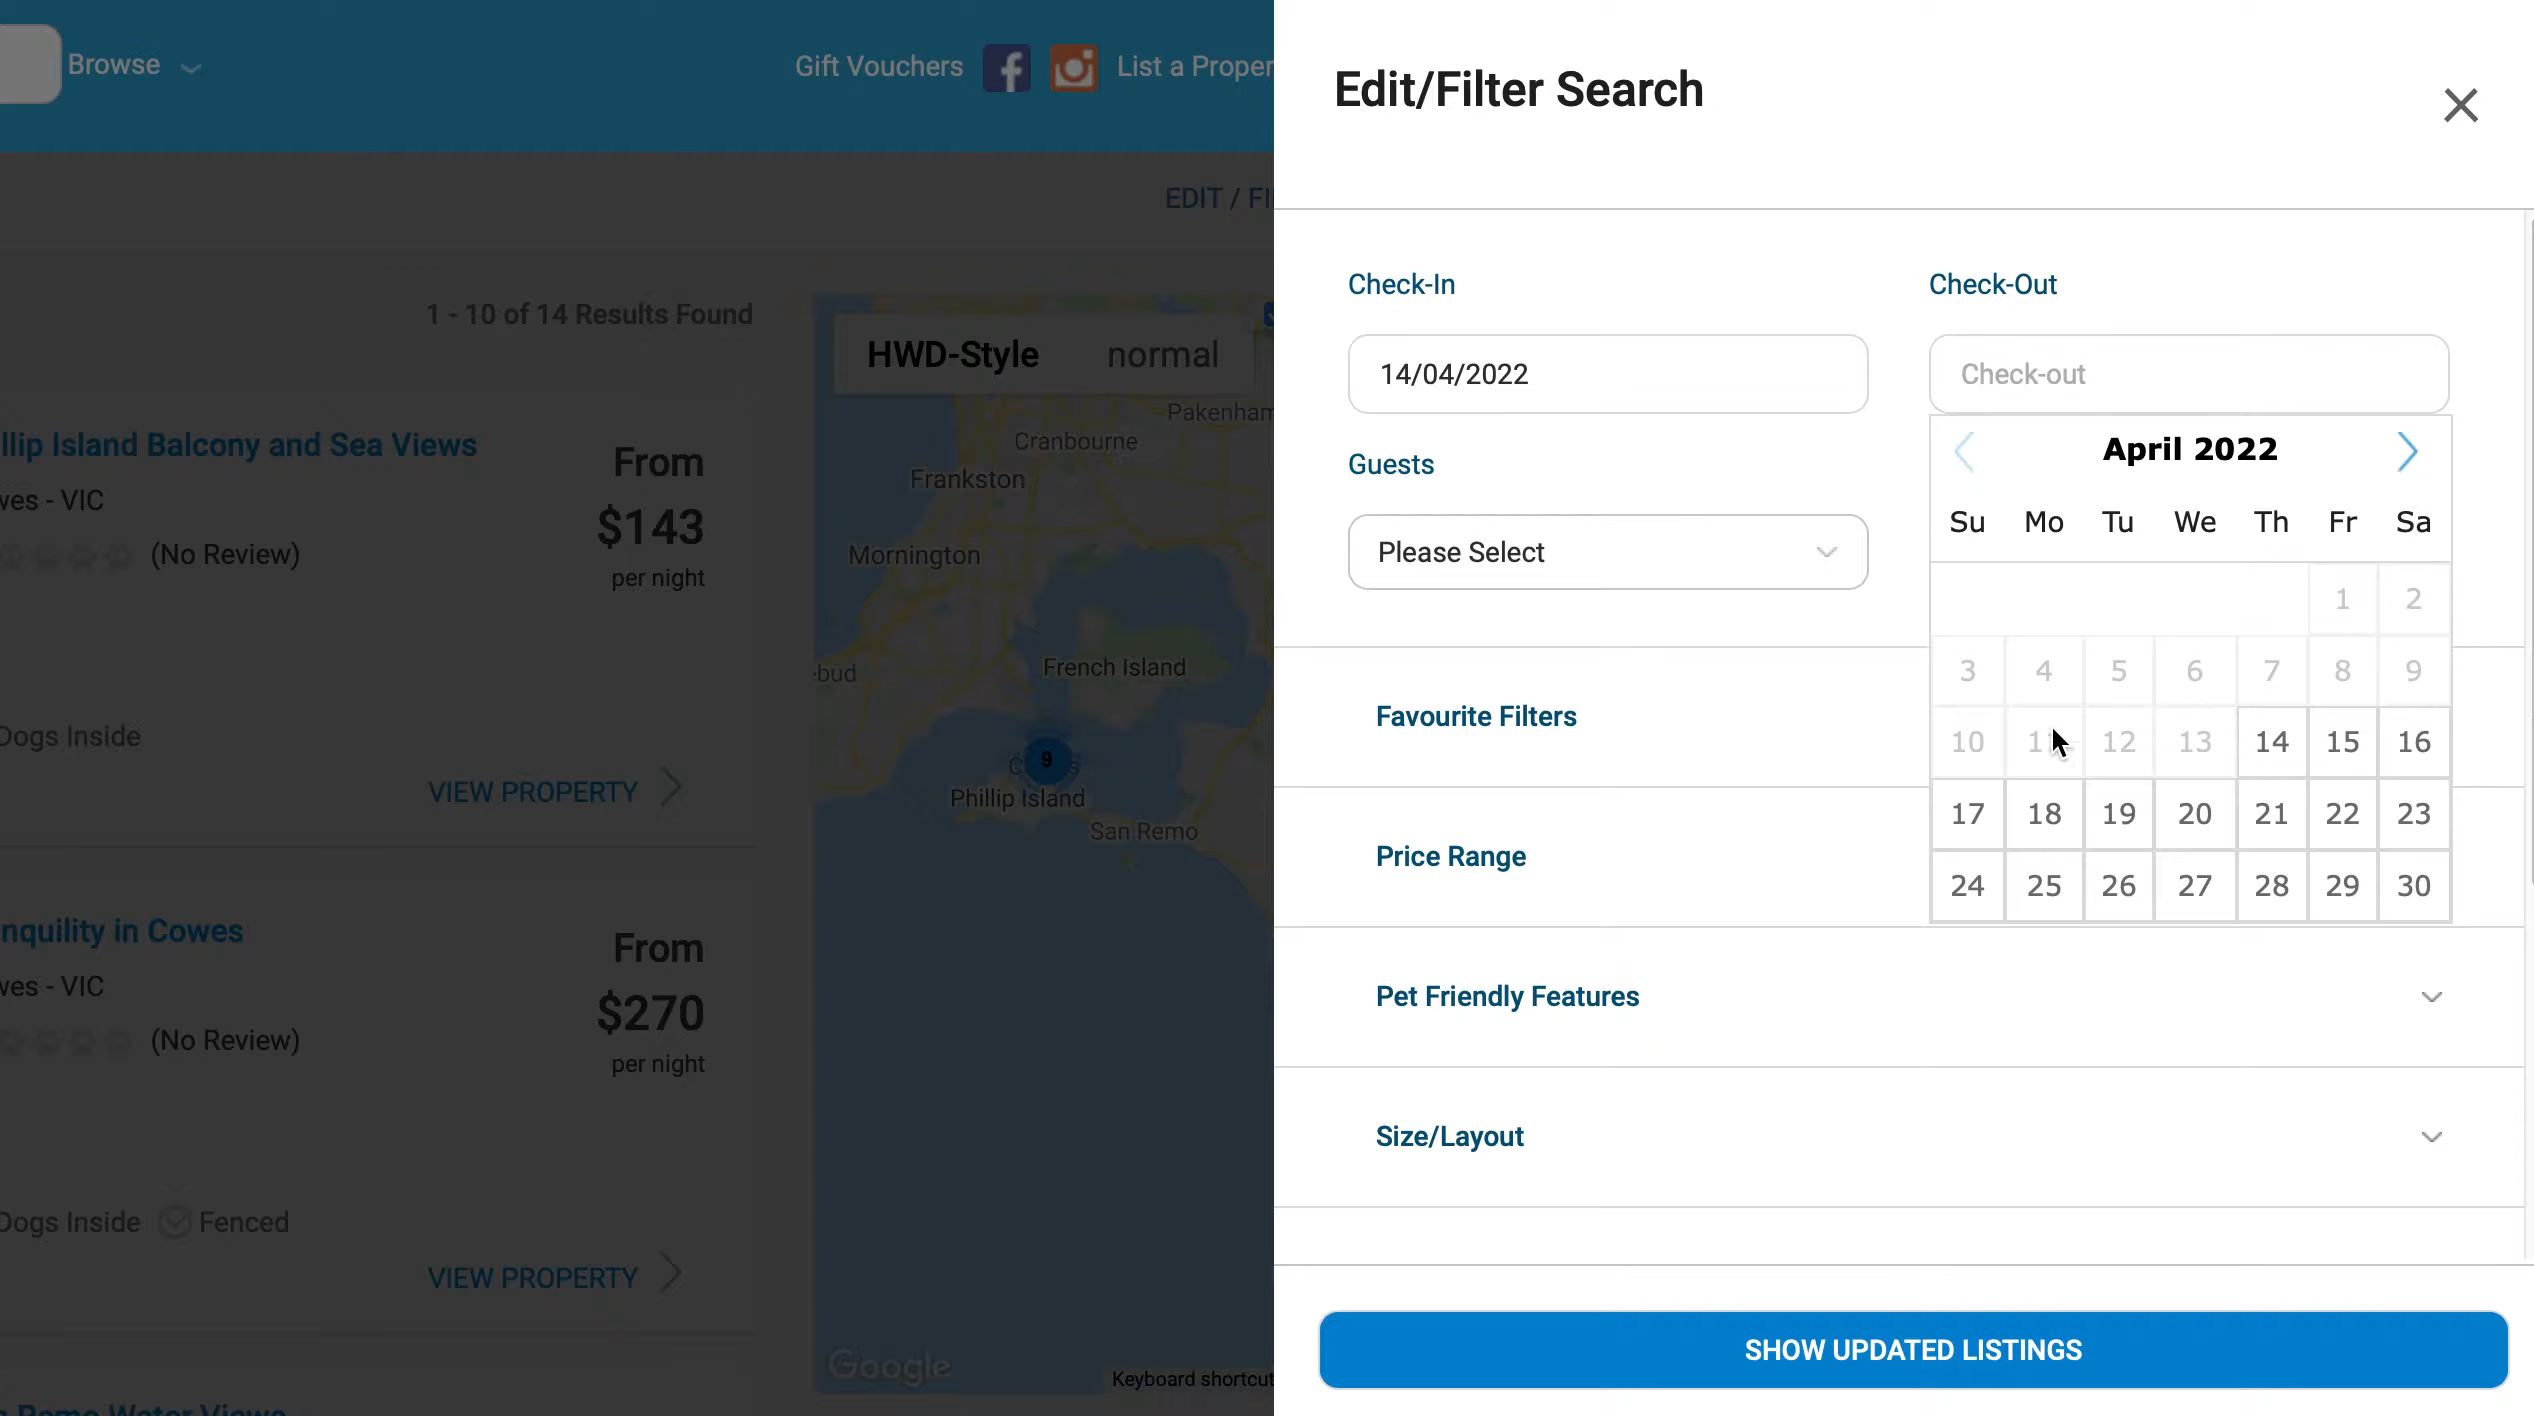 Browse
Gift Vouchers
List a Proper
EDIT / FI
1 - 10 of 14 Results Found
llip Island Balcony and Sea Views
wes - VIC
(No Review)
From
$143
per night
Dogs Inside
VIEW PROPERTY
nquility in Cowes
wes - VIC
(No Review)
From
$270
per night
Dogs Inside Fenced
VIEW PROPERTY
HWD-Style normal
Pakenham
Cranbourne
Frankston
Mornington
French Island
ebud
9
Phillip Island
San Remo
Google
Keyboard shortcut
Edit/Filter Search
Check-In
14/04/2022
Check-Out
Check-out
Guests
Please Select
April 2022
Su Mo Tu We Th Fr Sa
1 2
3 4 5 6 7 8 9
10 11 12 13 14 15 16
17 18 19 20 21 22 23
24 25 26 27 28 29 30
Favourite Filters
Price Range
Pet Friendly Features
Size/Layout
SHOW UPDATED LISTINGS